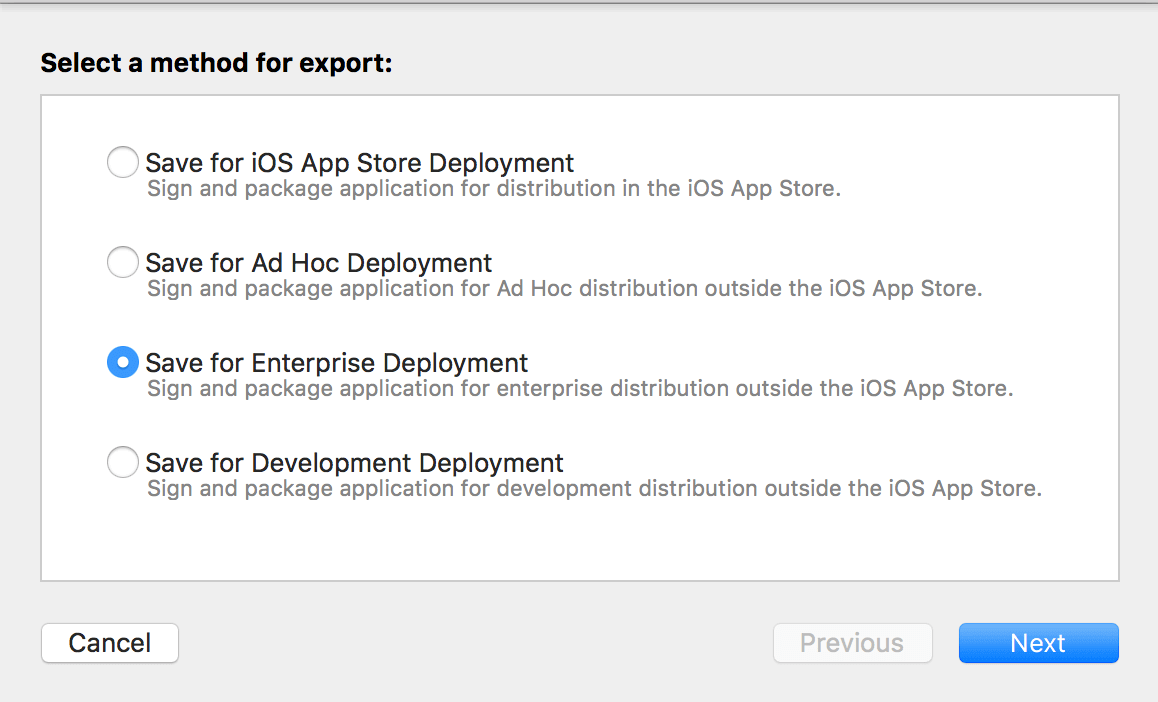 Select a method for export:
Save for iOS App Store Deployment
Sign and package application for distribution in the iOS App Store.
Save for Ad Hoc Deployment
Sign and package application for Ad Hoc distribution outside the iOS App Store.
Save for Enterprise Deployment
Sign and package application for enterprise distribution outside the iOS App Store.
Save for Development Deployment
Sign and package application for development distribution outside the iOS App Store.
Cancel
Previous
Next